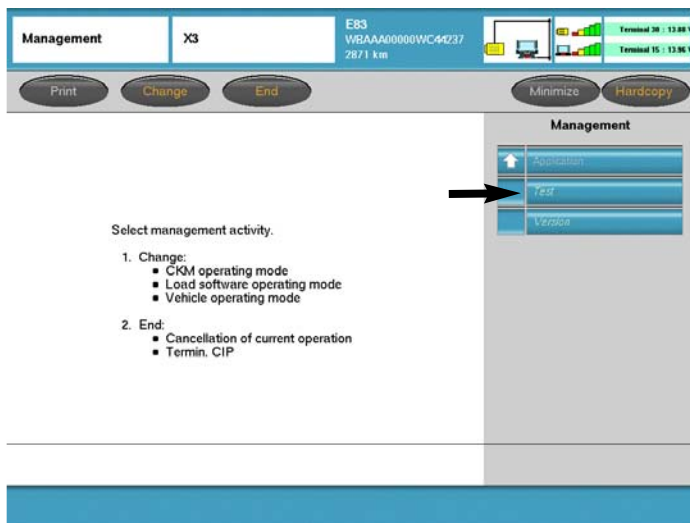 Management
X3
E83
WBAAA00000WC44237
2871 km
Terminal 30 : 13.88 V
Terminal 15 : 13.96 V
Print
Change
End
Minimize
Hardcopy
Management
Application
Test
Version
Select management activity.
1. Change:
▪ CKM operating mode
▪ Load software operating mode
▪ Vehicle operating mode
2. End:
▪ Cancellation of current operation
▪ Termin. CIP